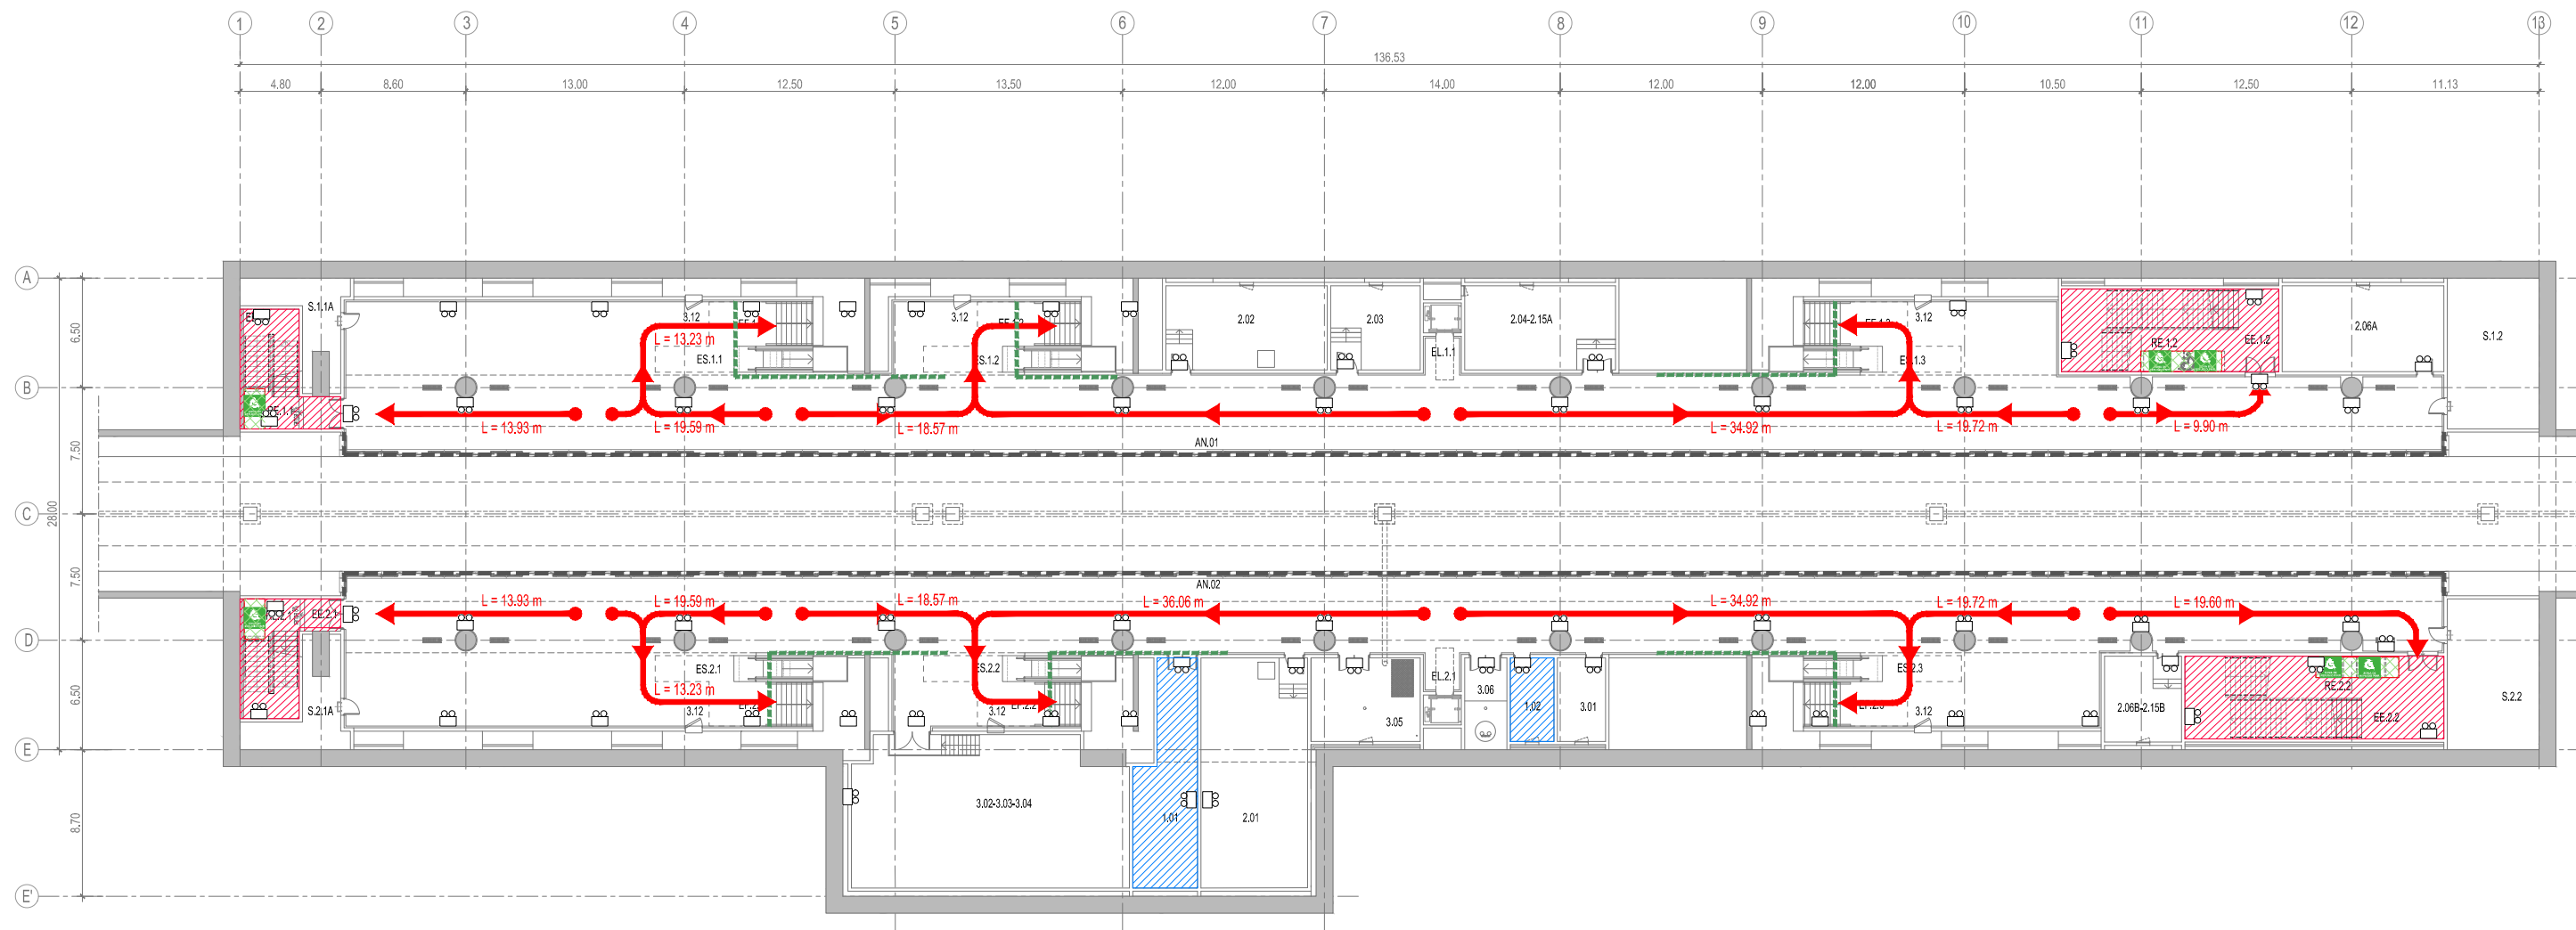 1 2 3 4 5 6 7 8 9 10 11 12 13
136.53
4.80 8.60 13.00 12.50 13.50 12.00 14.00 12.00 12.00 10.50 12.50 11.13
A
S.1.1A
3.12
3.12
2.02
2.03
2.04-2.15A
3.12
2.06A
S.1.2
6.50
L = 13.23 m
ES.1.1
ES.1.2
EL.1.1
ES.1.3
RE.1.2
EE.1.2
B
RE.1.1
L = 13.93 m
L = 19.59 m
L = 18.57 m
L = 34.92 m
L = 19.72 m
L = 9.90 m
AN.01
7.50
C
28.00
7.50
AN.02
L = 13.93 m
L = 19.59 m
L = 18.57 m
L = 36.06 m
L = 34.92 m
L = 19.72 m
L = 19.60 m
EE.2.1
D
ES.2.1
ES.2.2
EL.2.1
ES.2.3
L = 13.23 m
3.06
RE.2.2
6.50
S.2.1A
3.12
3.12
3.05
1.02
3.01
3.12
2.06B-2.15B
EE.2.2
S.2.2
E
3.02-3.03-3.04
1.01
2.01
8.70
E'